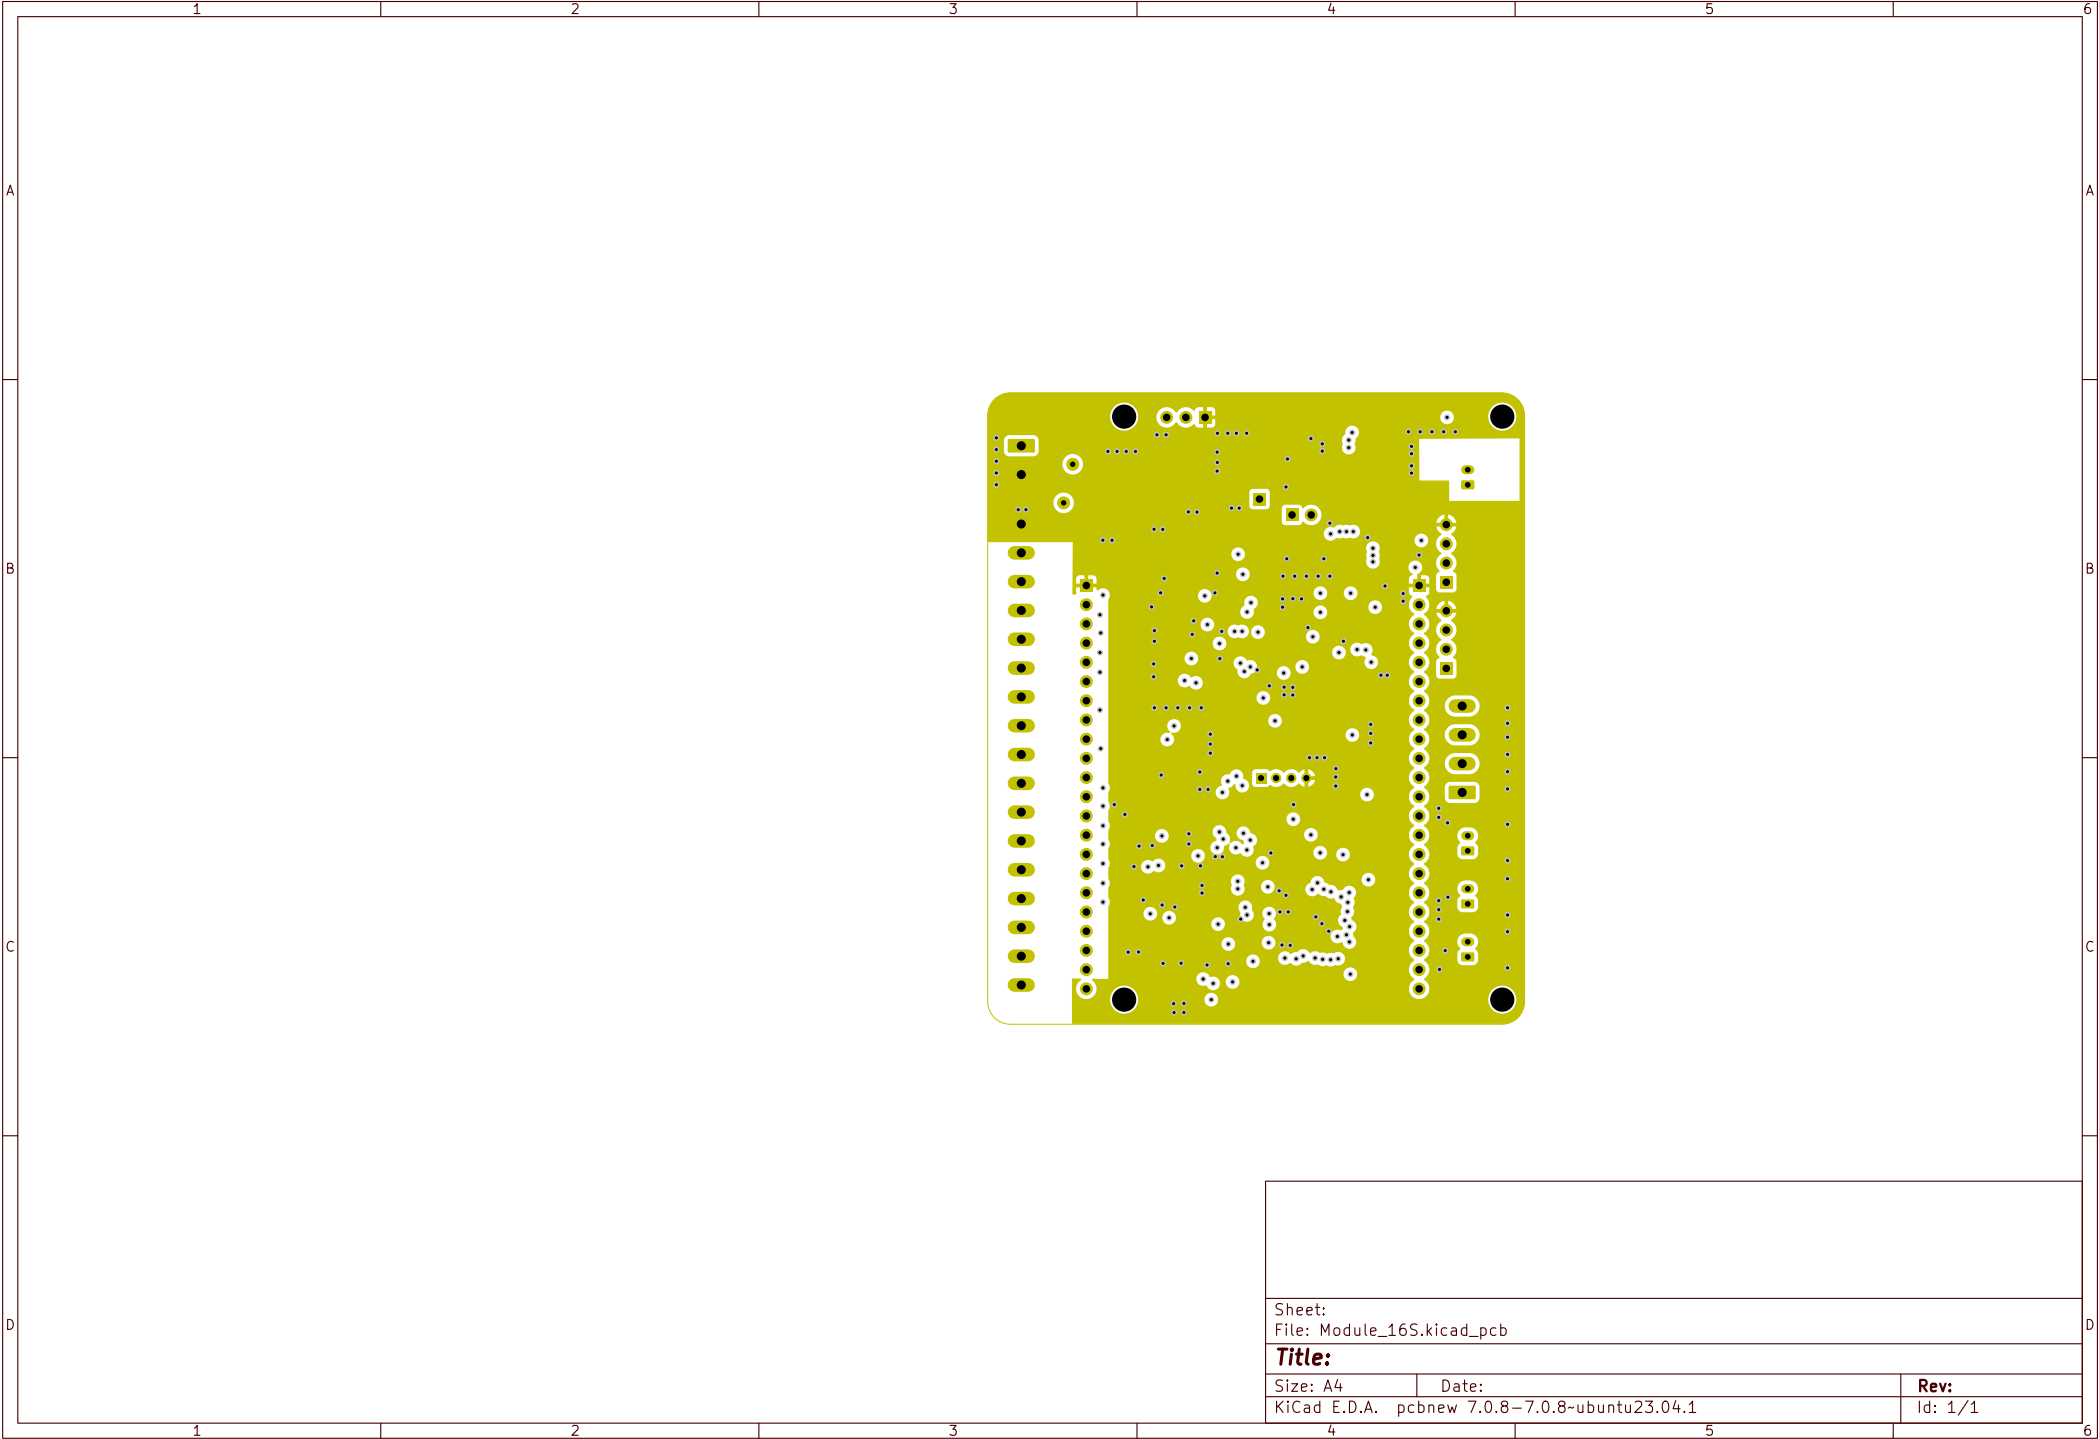 1 2 3 4 5 6
A A
B B
C C
Sheet:
File: Module_16S.kicad_pcb
D D
Title:
Size: A4 Date: Rev:
KiCad E.D.A. pcbnew 7.0.8-7.0.8~ubuntu23.04.1 Id: 1/1
1 2 3 4 5 6